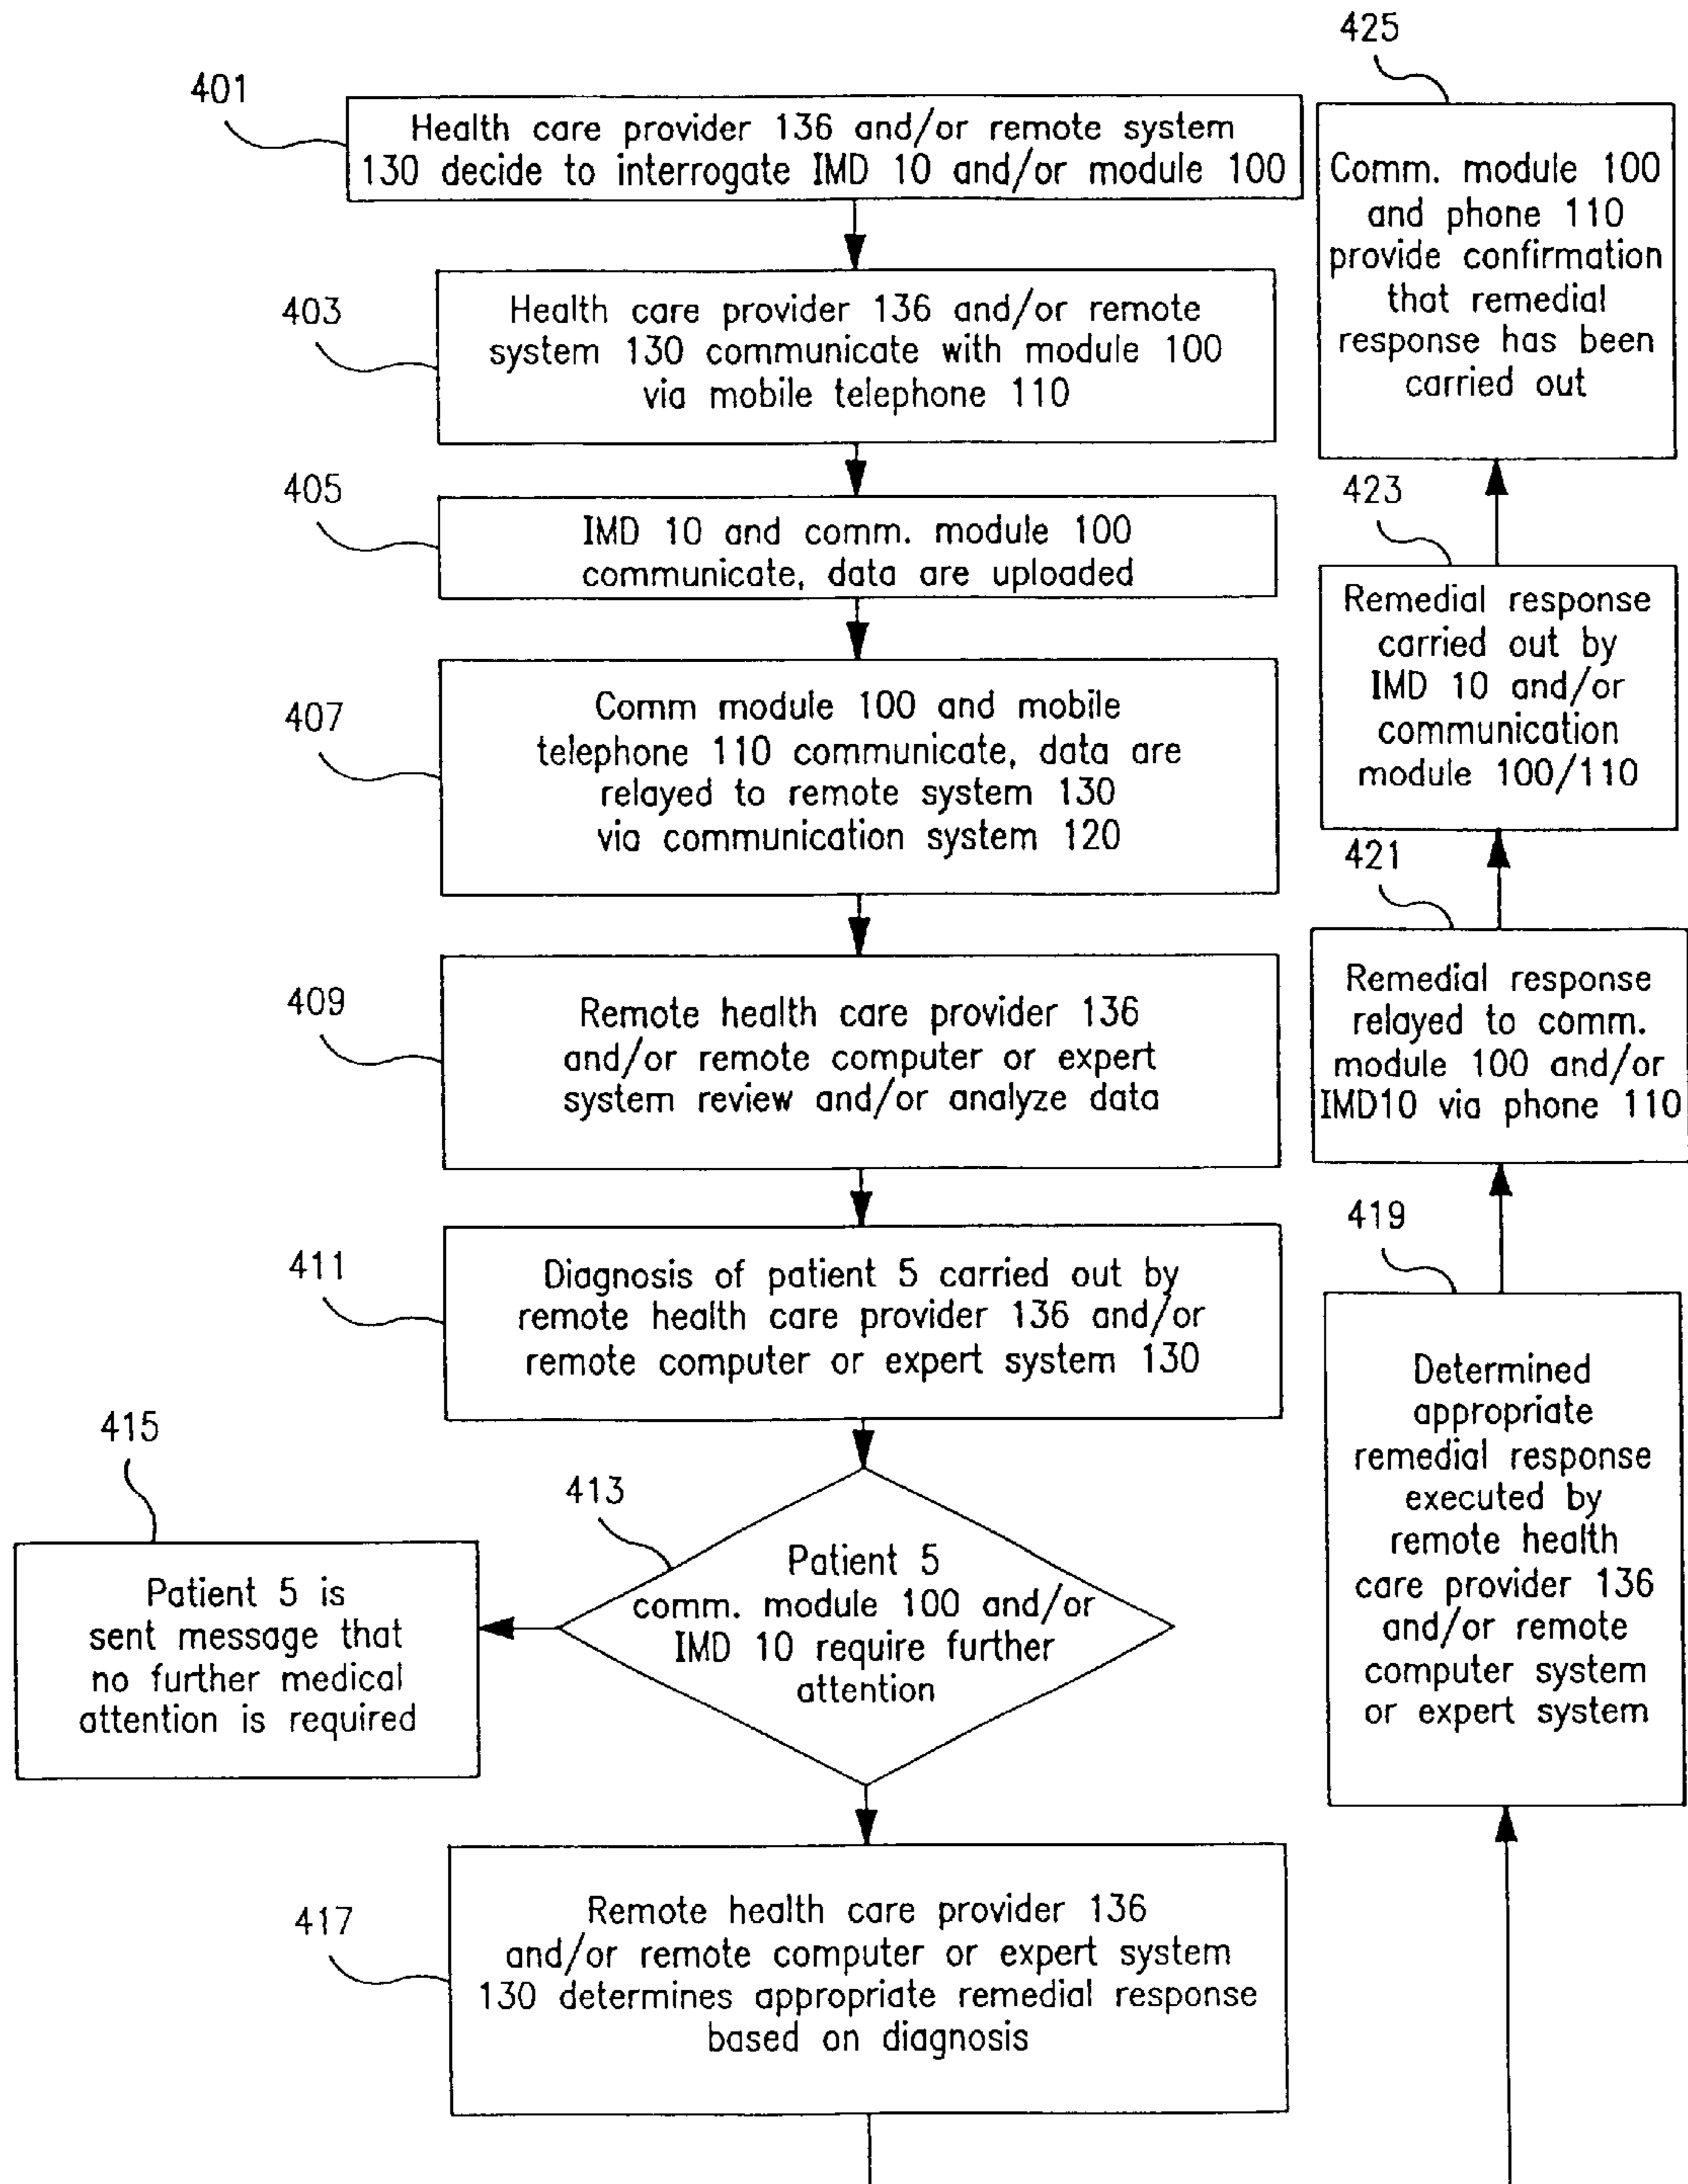 401
Health care provider 136 and/or remote system
130 decide to interrogate IMD 10 and/or module 100
403
Health care provider 136 and/or remote
system 130 communicate with module 100
via mobile telephone 110
405
IMD 10 and comm. module 100
communicate, data are uploaded
407
Comm module 100 and mobile
telephone 110 communicate, data are
relayed to remote system 130
via communication system 120
409
Remote health care provider 136
and/or remote computer or expert
system review and/or analyze data
411
Diagnosis of patient 5 carried out by
remote health care provider 136 and/or
remote computer or expert system 130
413
Patient 5
comm. module 100 and/or
IMD 10 require further
attention
415
Patient 5 is
sent message that
no further medical
attention is required
417
Remote health care provider 136
and/or remote computer or expert system
130 determines appropriate remedial response
based on diagnosis
419
Determined
appropriate
remedial response
executed by
remote health
care provider 136
and/or remote
computer system
or expert system
421
Remedial response
relayed to comm.
module 100 and/or
IMD10 via phone 110
423
Remedial response
carried out by
IMD 10 and/or
communication
module 100/110
425
Comm. module 100
and phone 110
provide confirmation
that remedial
response has been
carried out